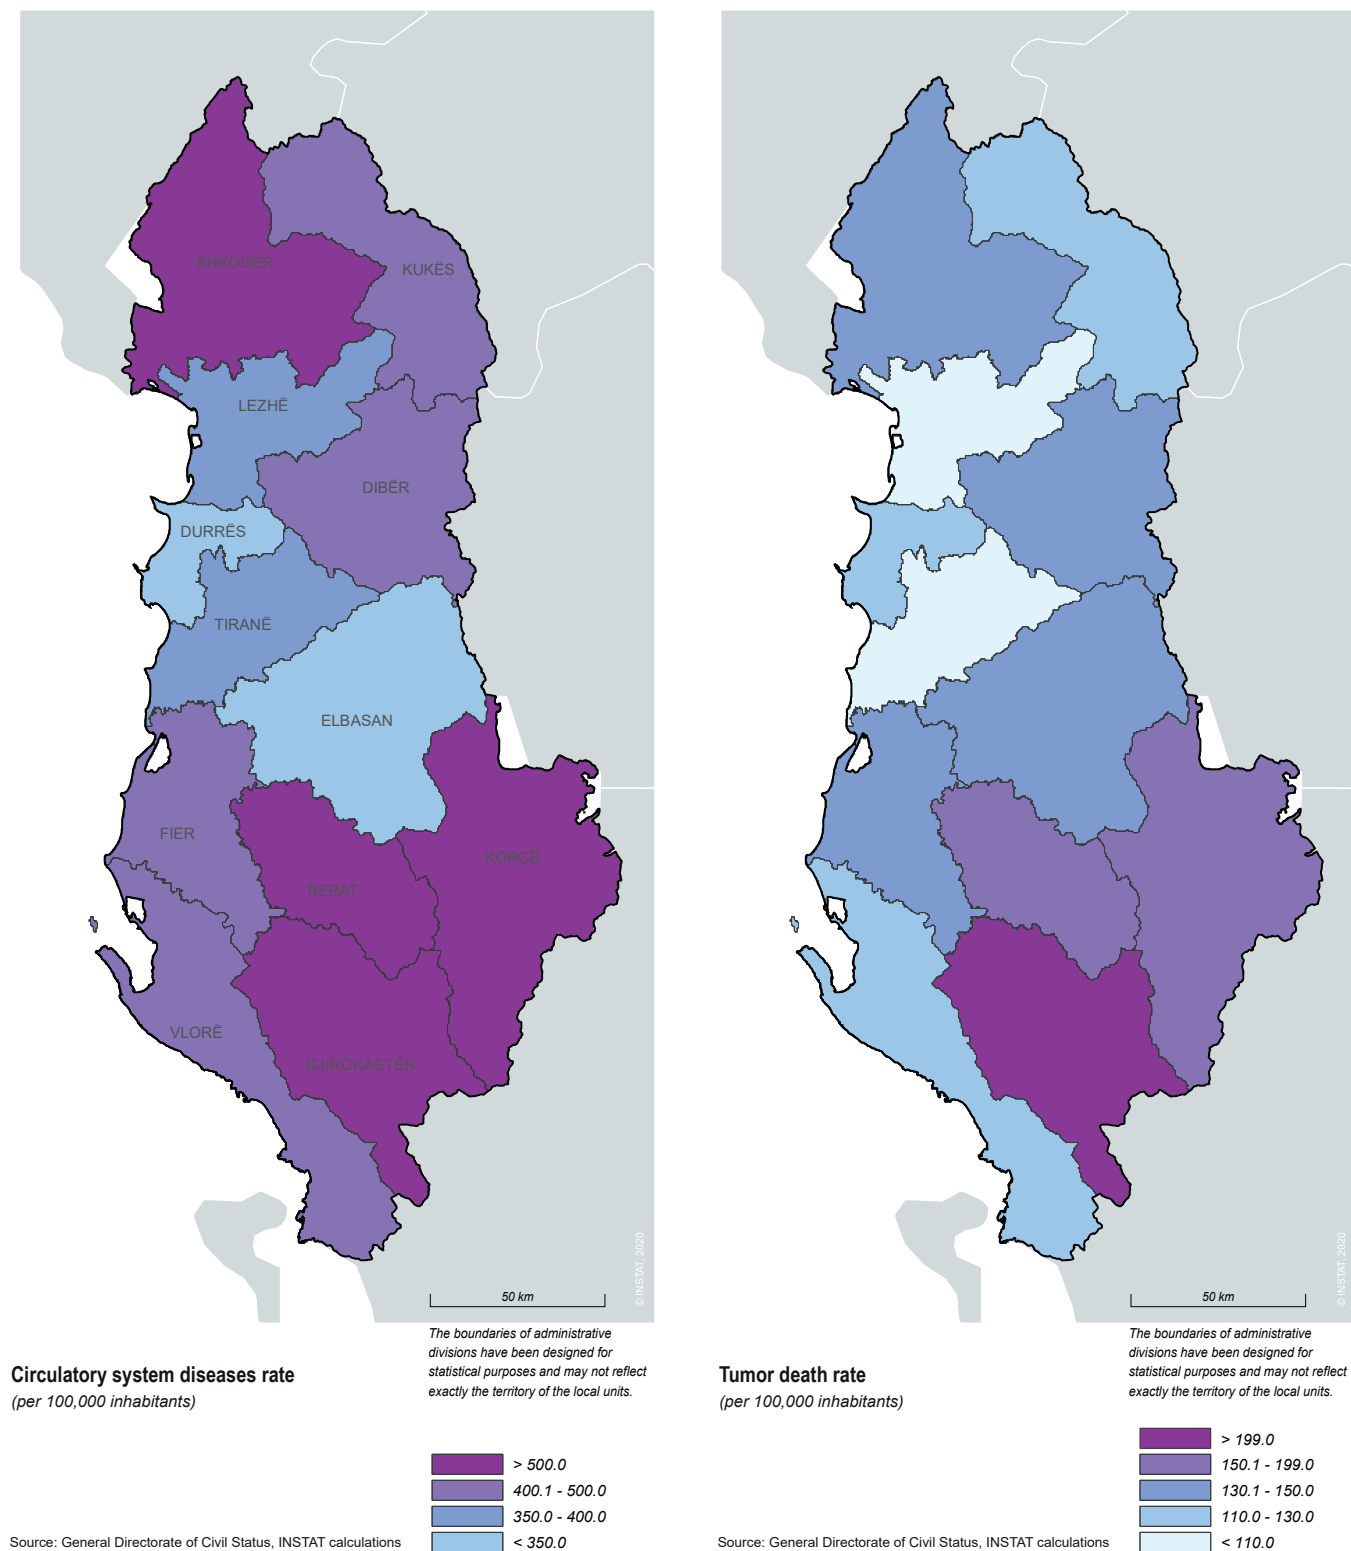 SHKODËR
KUKËS
LEZHË
DIBËR
DURRËS
TIRANË
ELBASAN
FIER
KORÇË
BERAT
VLORË
GJIROKASTËR
© INSTAT, 2020
50 km
The boundaries of administrative
divisions have been designed for
statistical purposes and may not reflect
exactly the territory of the local units.
Circulatory system diseases rate
(per 100,000 inhabitants)
> 500.0
400.1 - 500.0
350.0 - 400.0
< 350.0
Source: General Directorate of Civil Status, INSTAT calculations
© INSTAT, 2020
50 km
The boundaries of administrative
divisions have been designed for
statistical purposes and may not reflect
exactly the territory of the local units.
Tumor death rate
(per 100,000 inhabitants)
> 199.0
150.1 - 199.0
130.1 - 150.0
110.0 - 130.0
< 110.0
Source: General Directorate of Civil Status, INSTAT calculations